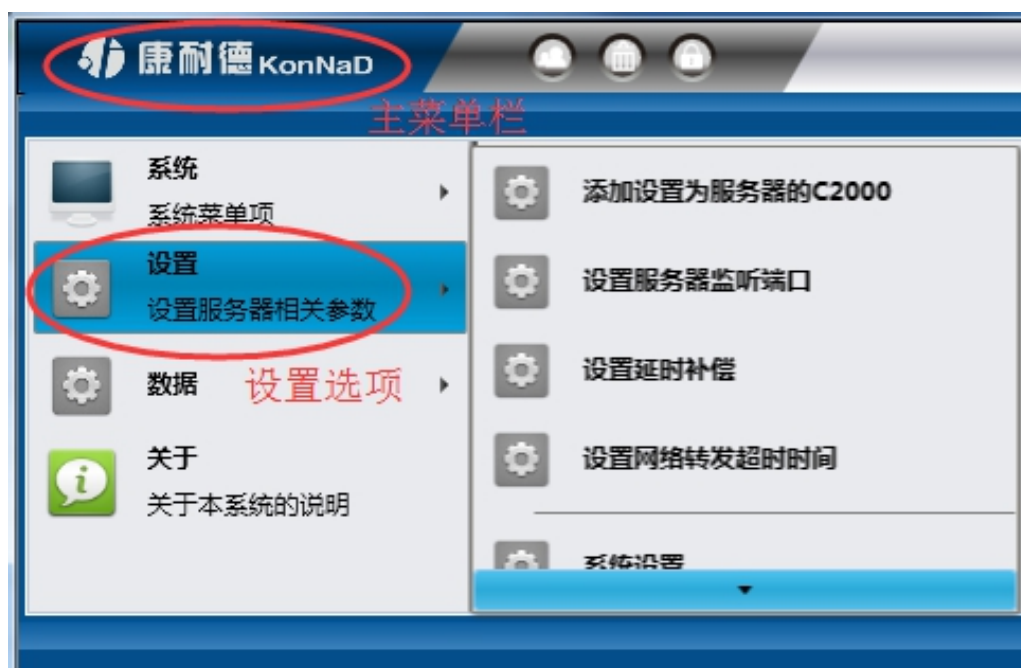 康耐德 KonNaD
主菜单栏
系统
系统菜单项
设置
设置服务器相关参数
数据
设置选项
关于
关于本系统的说明
添加设置为服务器的C2000
设置服务器监听端口
设置延时补偿
设置网络转发超时时间
系统设置